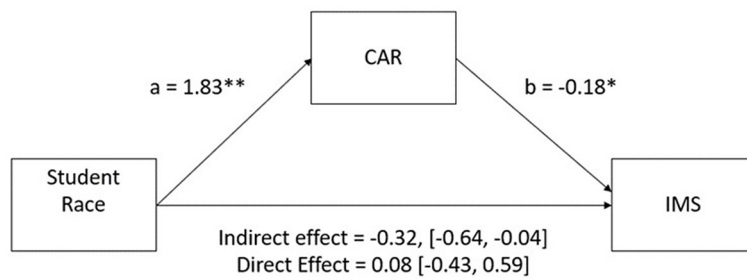 CAR
a = 1.83**
b = -0.18*
Student
Race
IMS
Indirect effect = -0.32, [-0.64, -0.04]
Direct Effect = 0.08 [-0.43, 0.59]